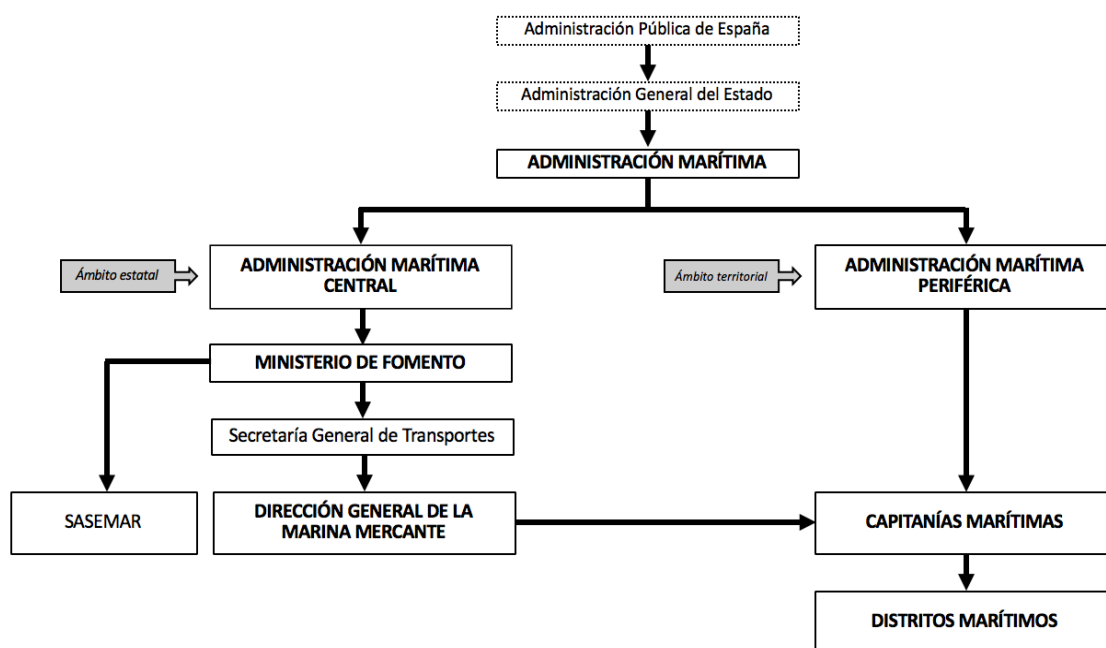 Administración Pública de España
Administración General del Estado
ADMINISTRACIÓN MARÍTIMA
Ámbito estatal
ADMINISTRACIÓN MARÍTIMA
CENTRAL
Ámbito territorial
ADMINISTRACIÓN MARÍTIMA
PERIFÉRICA
MINISTERIO DE FOMENTO
Secretaría General de Transportes
SASEMAR
DIRECCIÓN GENERAL DE LA
MARINA MERCANTE
CAPITANÍAS MARÍTIMAS
DISTRITOS MARÍTIMOS